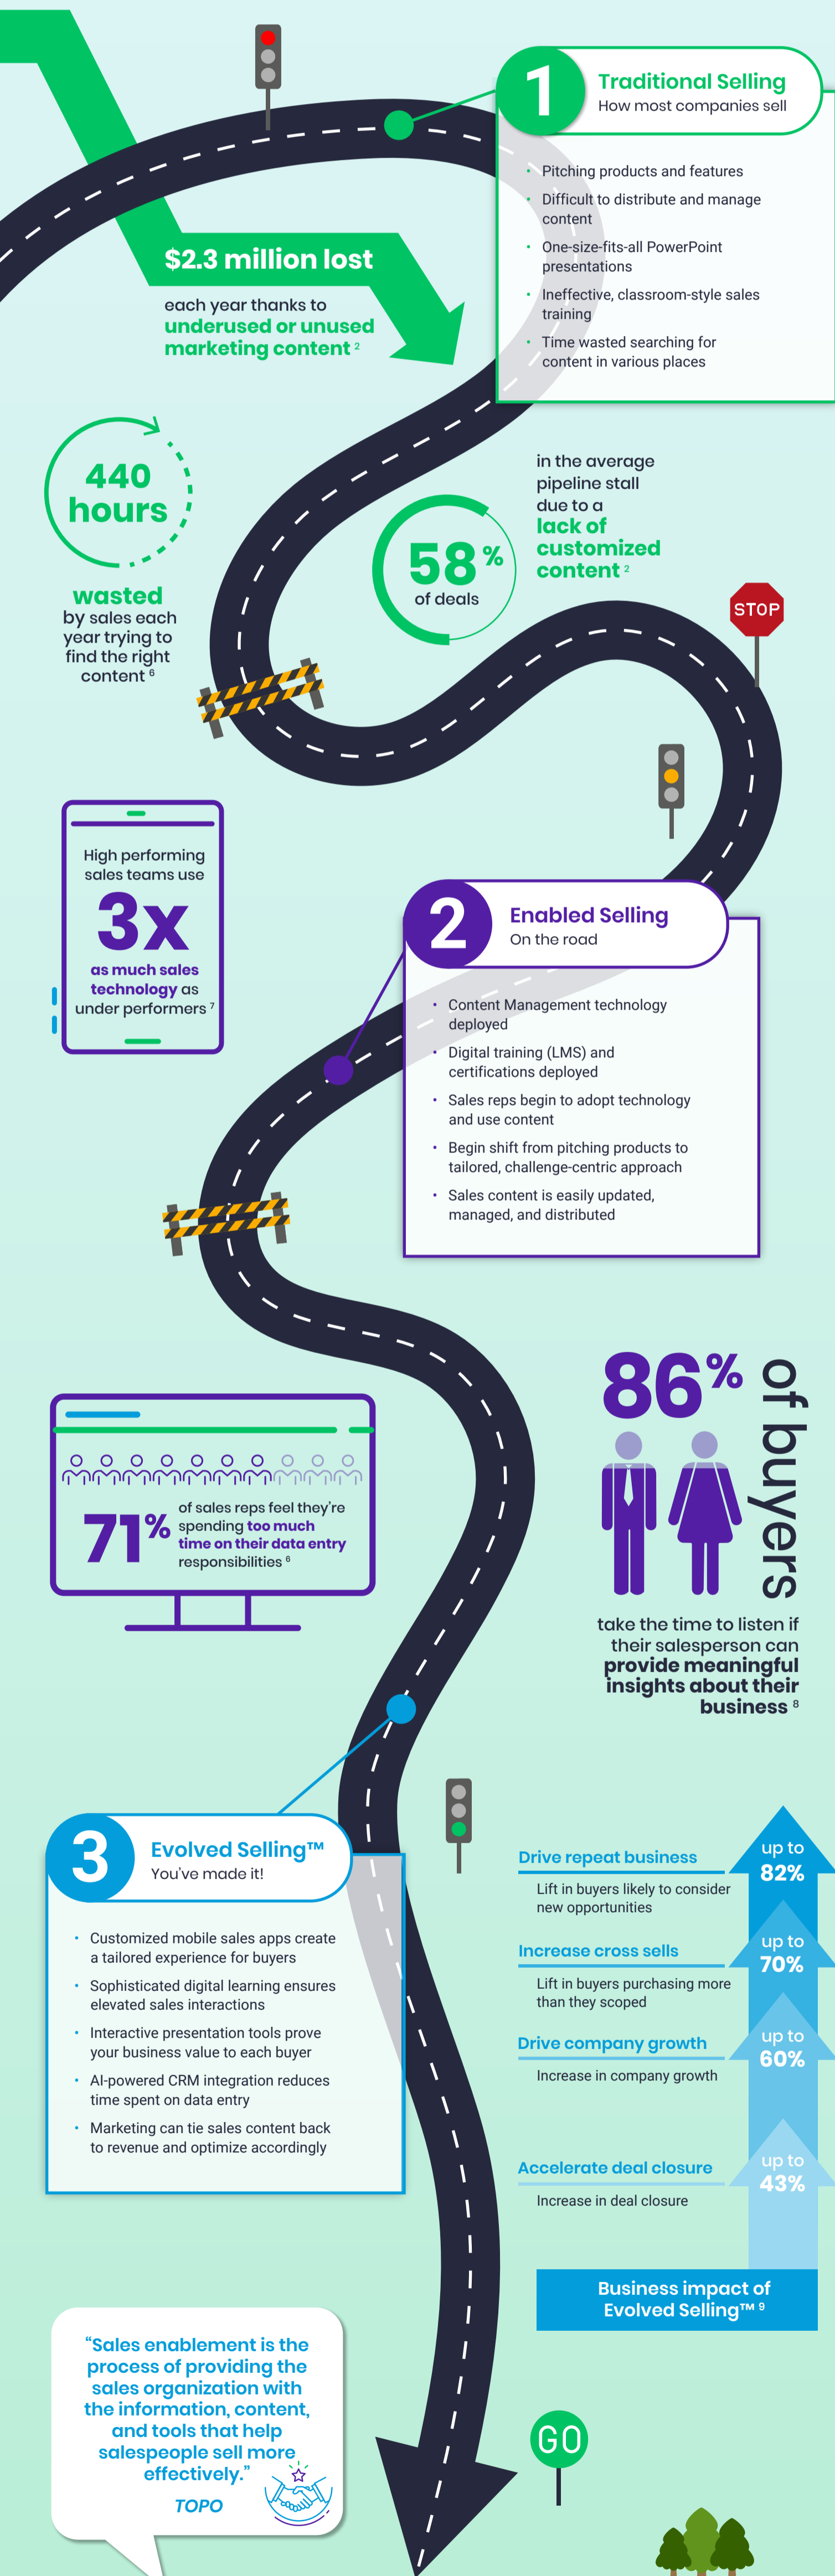 1
Traditional Selling
How most companies sell
• Pitching products and features
• Difficult to distribute and manage
content
• One-size-fits-all PowerPoint
presentations
• Ineffective, classroom-style sales
training
• Time wasted searching for
content in various places
$2.3 million lost
each year thanks to
underused or unused
marketing content 2
440
hours
wasted
by sales each
year trying to
find the right
content 6
58%
of deals
in the average
pipeline stall
due to a
lack of
customized
content 2
STOP
High performing
sales teams use
3x
as much sales
technology as
under performers 7
2
Enabled Selling
On the road
• Content Management technology
deployed
• Digital training (LMS) and
certifications deployed
• Sales reps begin to adopt technology
and use content
• Begin shift from pitching products to
tailored, challenge-centric approach
• Sales content is easily updated,
managed, and distributed
86%
of buyers
take the time to listen if
their salesperson can
provide meaningful
insights about their
business 8
71%
of sales reps feel they're
spending too much
time on their data entry
responsibilities 6
3
Evolved Selling™
You've made it!
• Customized mobile sales apps create
a tailored experience for buyers
• Sophisticated digital learning ensures
elevated sales interactions
• Interactive presentation tools prove
your business value to each buyer
• AI-powered CRM integration reduces
time spent on data entry
• Marketing can tie sales content back
to revenue and optimize accordingly
Drive repeat business
Lift in buyers likely to consider
new opportunities
up to
82%
Increase cross sells
Lift in buyers purchasing more
than they scoped
up to
70%
Drive company growth
Increase in company growth
up to
60%
Accelerate deal closure
Increase in deal closure
up to
43%
Business impact of
Evolved Selling™ 9
“Sales enablement is the
process of providing the
sales organization with
the information, content,
and tools that help
salespeople sell more
effectively.”
TOPO
GO